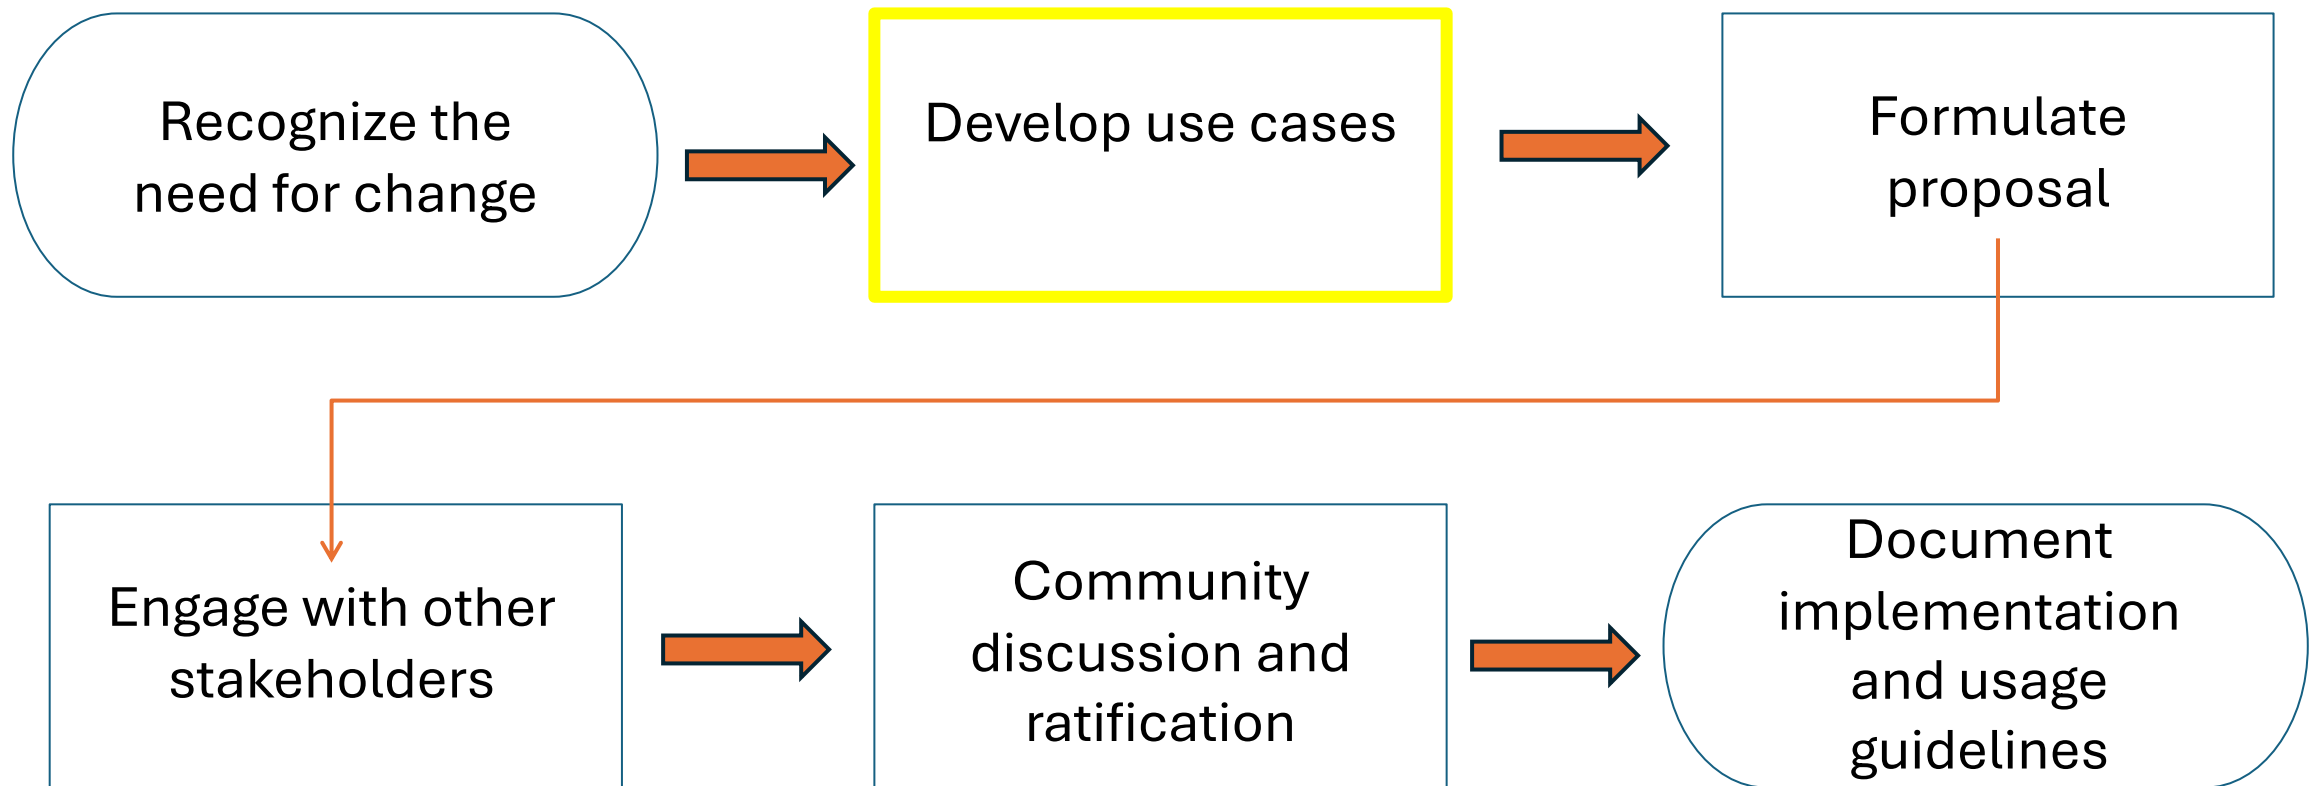 Recognize the
need for change
Develop use cases
Formulate
proposal
Engage with other
stakeholders
Community
discussion and
ratification
Document
implementation
and usage
guidelines